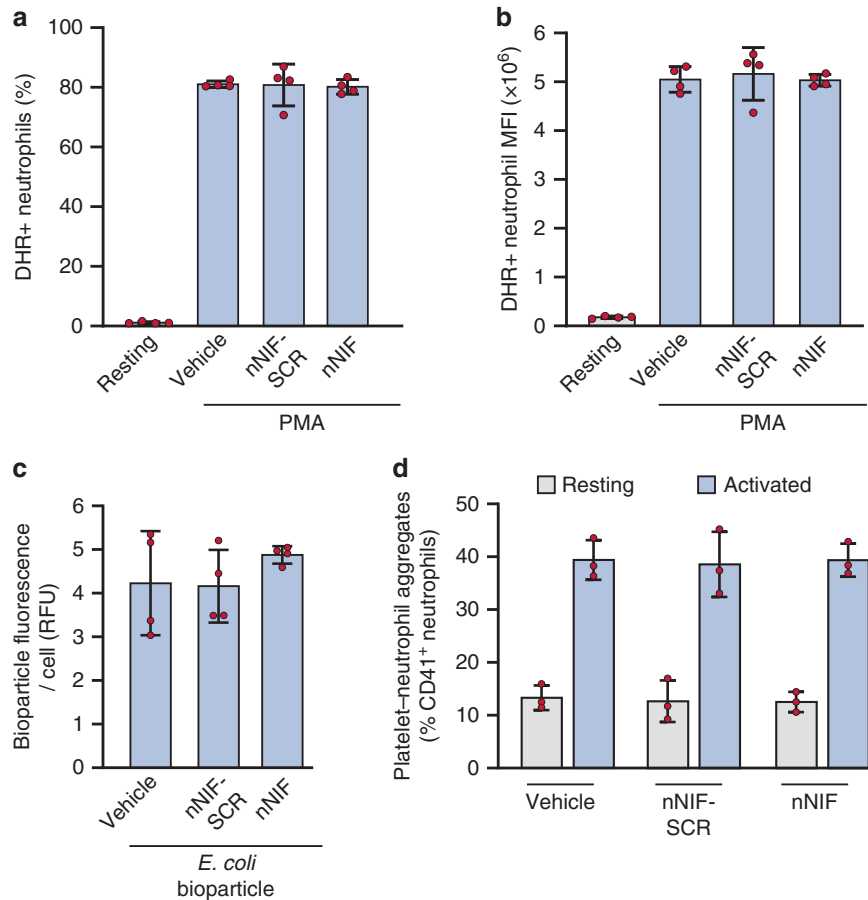 a
DHR+ neutrophils (%)
100
80
60
40
20
0
Resting
Vehicle
nNIF-
SCR
nNIF
PMA
b
DHR+ neutrophil MFI (×10⁶)
6
5
4
3
2
1
0
Resting
Vehicle
nNIF-
SCR
nNIF
PMA
c
Bioparticle fluorescence
/ cell (RFU)
6
5
4
3
2
1
0
Vehicle
nNIF-
SCR
nNIF
E. coli
bioparticle
d
Resting
Activated
Platelet–neutrophil aggregates
(% CD41⁺ neutrophils)
50
40
30
20
10
0
Vehicle
nNIF-
SCR
nNIF